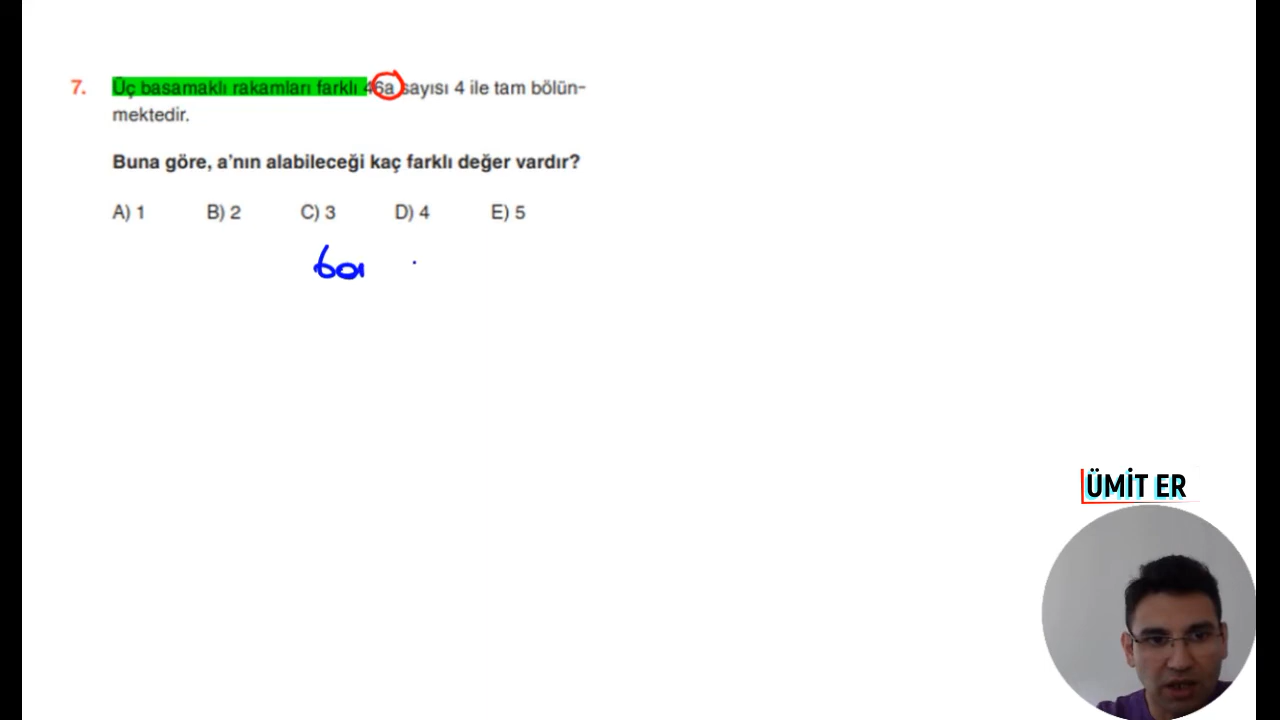 7. Üç basamaklı rakamları farklı 46a sayısı 4 ile tam bölün-
mektedir.
Buna göre, a'nın alabileceği kaç farklı değer vardır?
A) 1 B) 2 C) 3 D) 4 E) 5
6a
ÜMİT ER